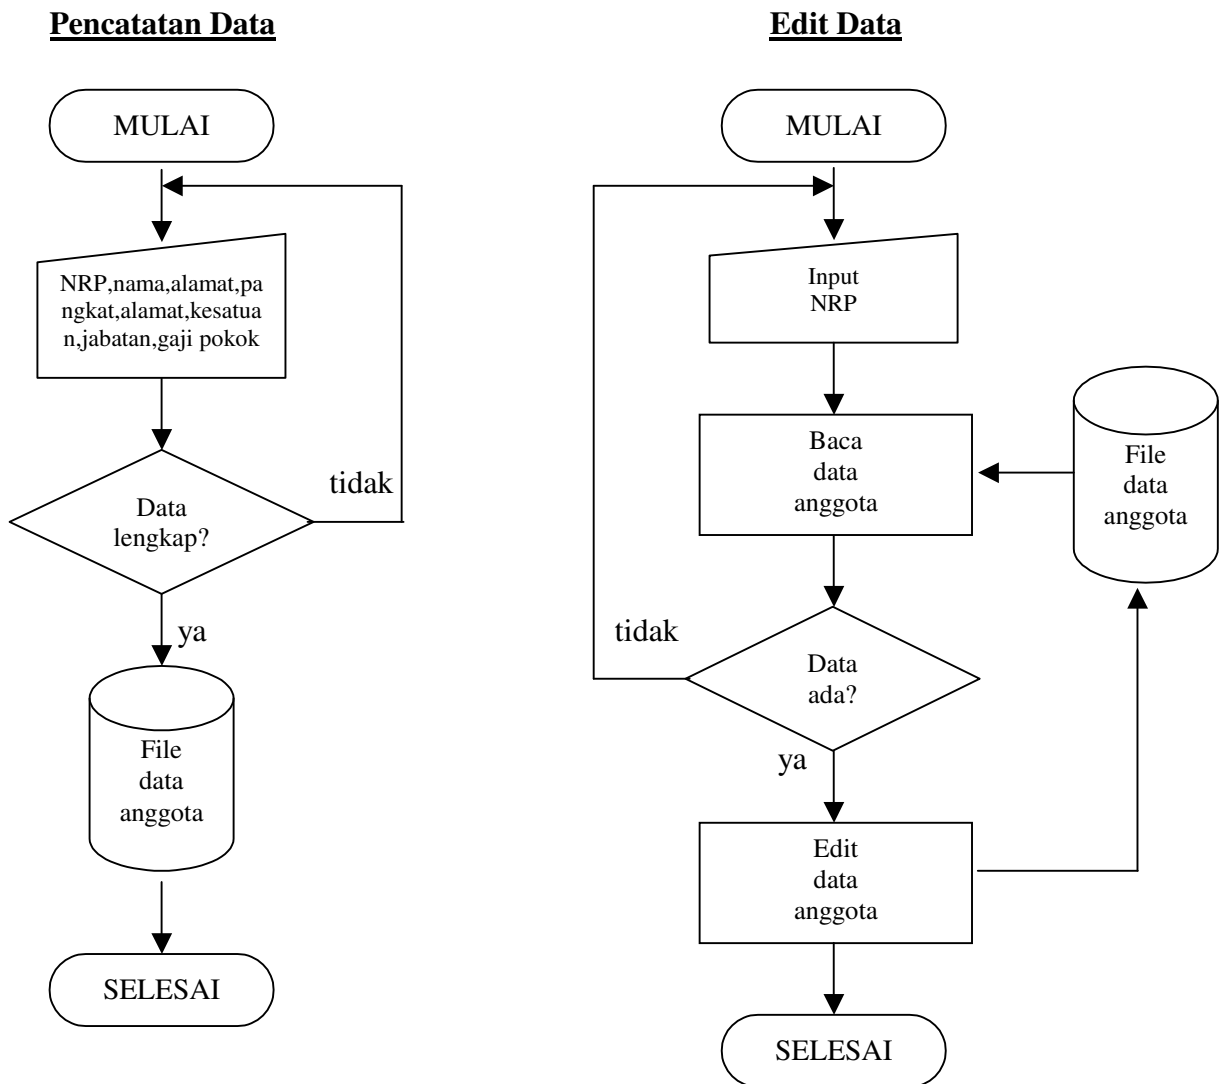 Pencatatan Data
MULAI
NRP,nama,alamat,pa
ngkat,alamat,kesatua
n,jabatan,gaji pokok
Data
lengkap?
tidak
ya
File
data
anggota
SELESAI
Edit Data
MULAI
Input
NRP
Baca
data
anggota
File
data
anggota
Data
ada?
tidak
ya
Edit
data
anggota
SELESAI